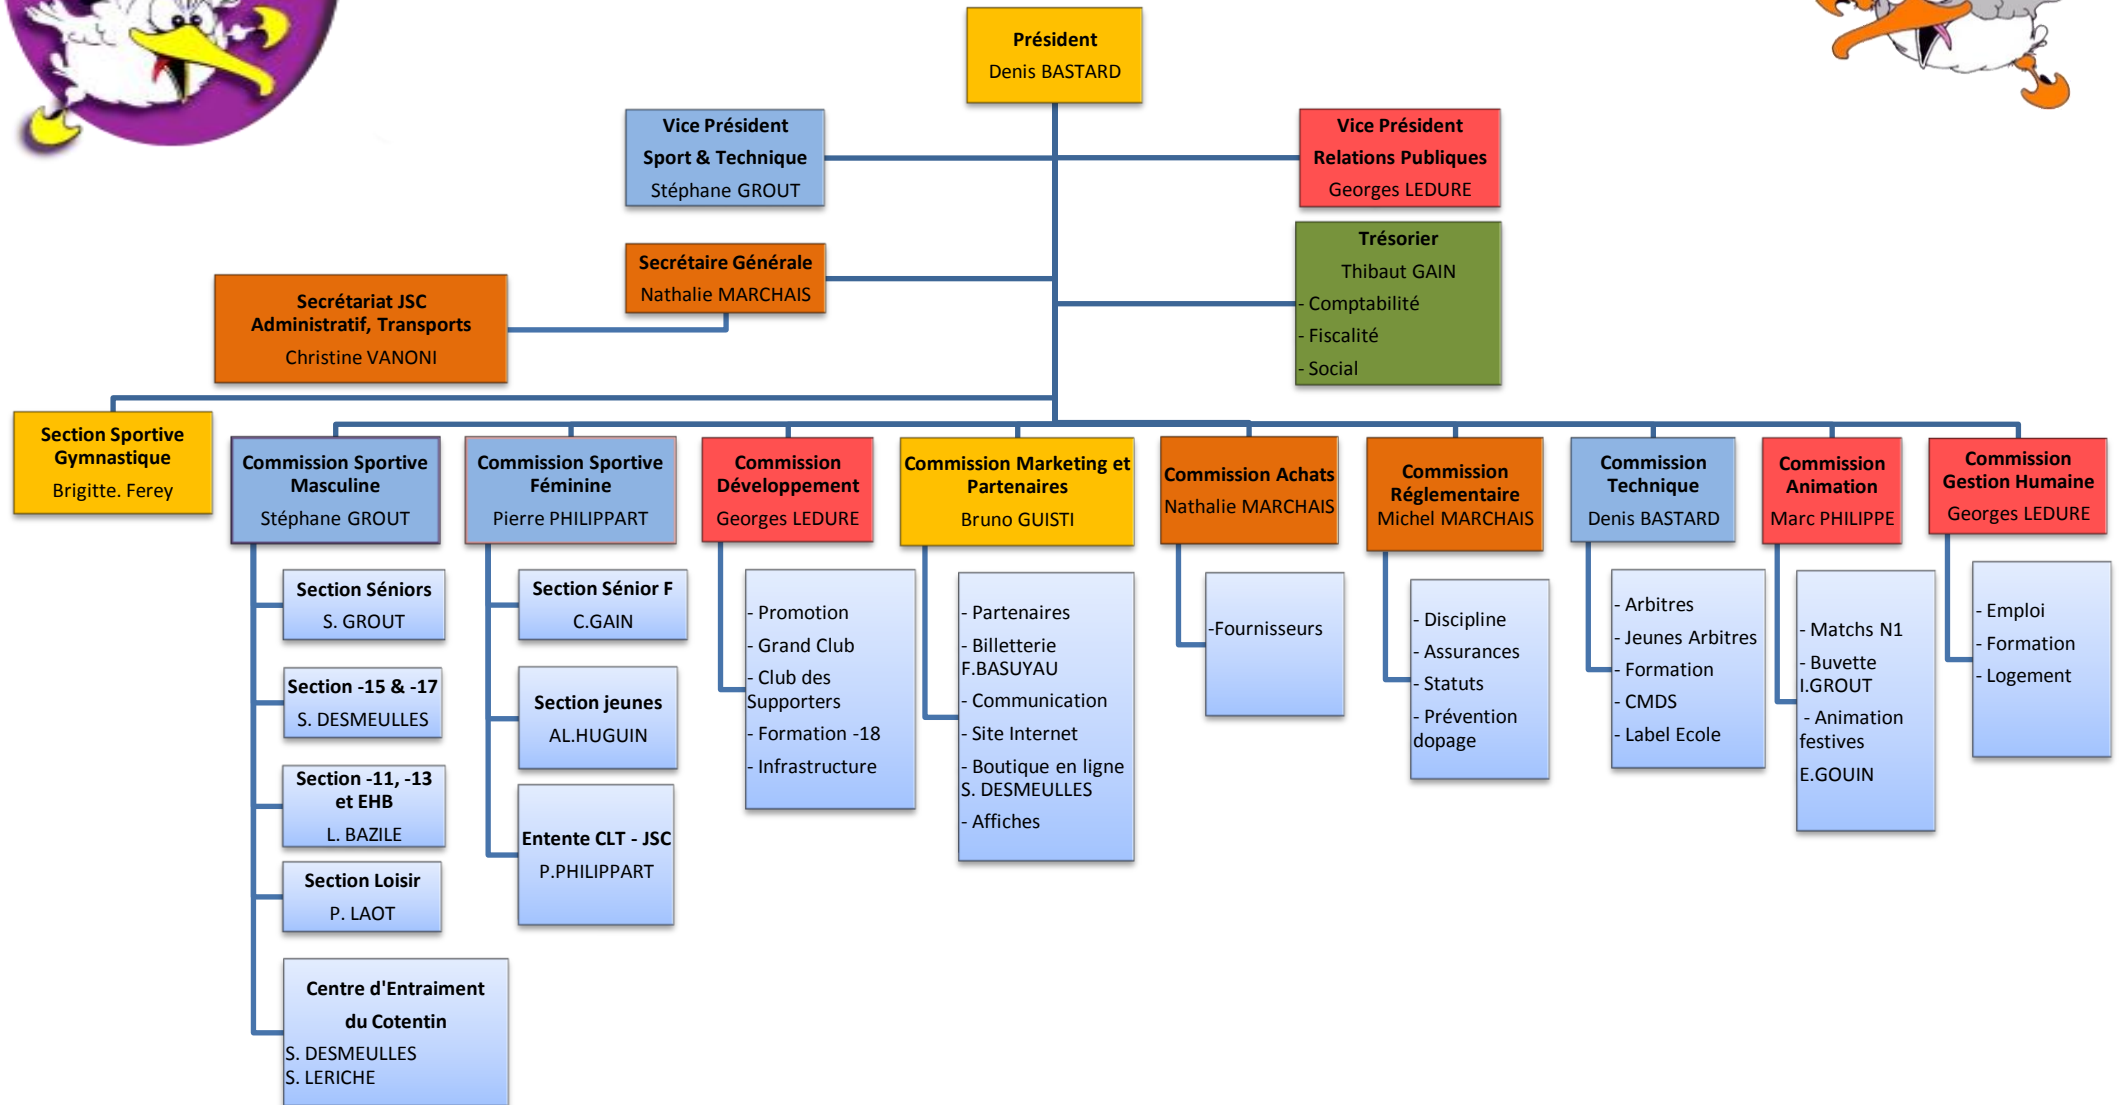 Président
Denis BASTARD
Vice Président
Sport & Technique
Stéphane GROUT
Vice Président
Relations Publiques
Georges LEDURE
Secrétaire Générale
Nathalie MARCHAIS
Trésorier
Thibaut GAIN
- Comptabilité
- Fiscalité
- Social
Secrétariat JSC
Administratif, Transports
Christine VANONI
Section Sportive
Gymnastique
Brigitte. Ferey
Commission Sportive
Masculine
Stéphane GROUT
Commission Sportive
Féminine
Pierre PHILIPPART
Commission
Développement
Georges LEDURE
Commission Marketing et
Partenaires
Bruno GUISTI
Commission Achats
Nathalie MARCHAIS
Commission
Réglementaire
Michel MARCHAIS
Commission
Technique
Denis BASTARD
Commission
Animation
Marc PHILIPPE
Commission
Gestion Humaine
Georges LEDURE
Section Séniors
S. GROUT
Section -15 & -17
S. DESMEULLES
Section -11, -13
et EHB
L. BAZILE
Section Loisir
P. LAOT
Centre d'Entraiment
du Cotentin
S. DESMEULLES
S. LERICHE
Section Sénior F
C.GAIN
Section jeunes
AL.HUGUIN
Entente CLT - JSC
P.PHILIPPART
- Promotion
- Grand Club
- Club des
Supporters
- Formation -18
- Infrastructure
- Partenaires
- Billetterie
F.BASUYAU
- Communication
- Site Internet
- Boutique en ligne
S. DESMEULLES
- Affiches
-Fournisseurs
- Discipline
- Assurances
- Statuts
- Prévention
dopage
- Arbitres
- Jeunes Arbitres
- Formation
- CMDS
- Label Ecole
- Matchs N1
- Buvette
I.GROUT
- Animation
festives
E.GOUIN
- Emploi
- Formation
- Logement